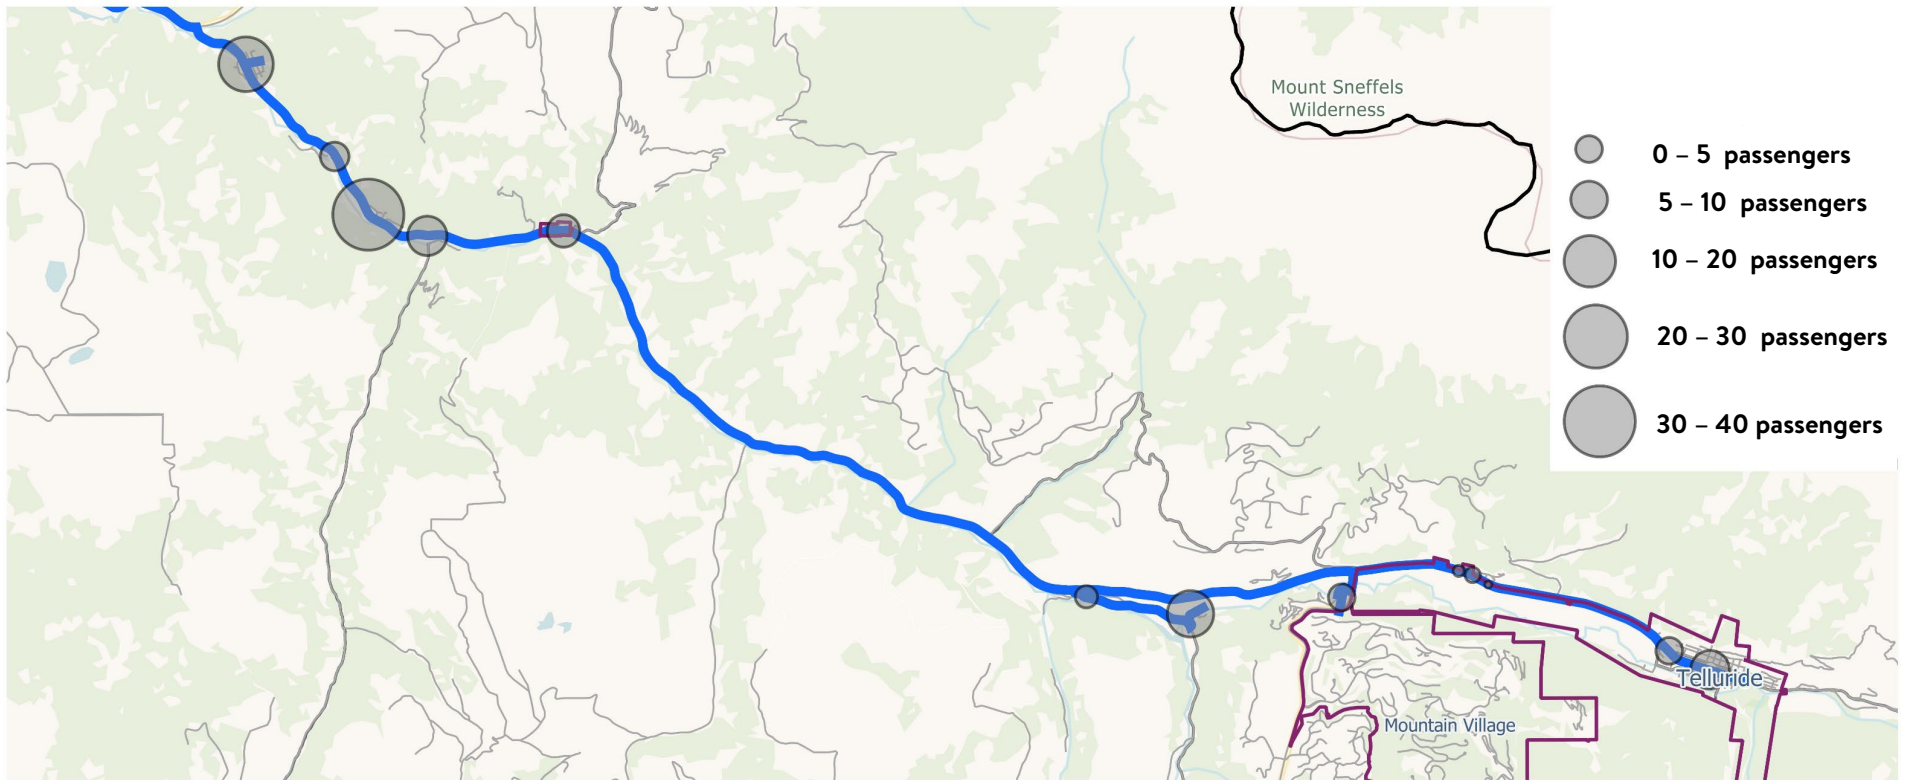 Mount Sneffels
Wilderness
0 – 5 passengers
5 – 10 passengers
10 – 20 passengers
20 – 30 passengers
30 – 40 passengers
Telluride
Mountain Village